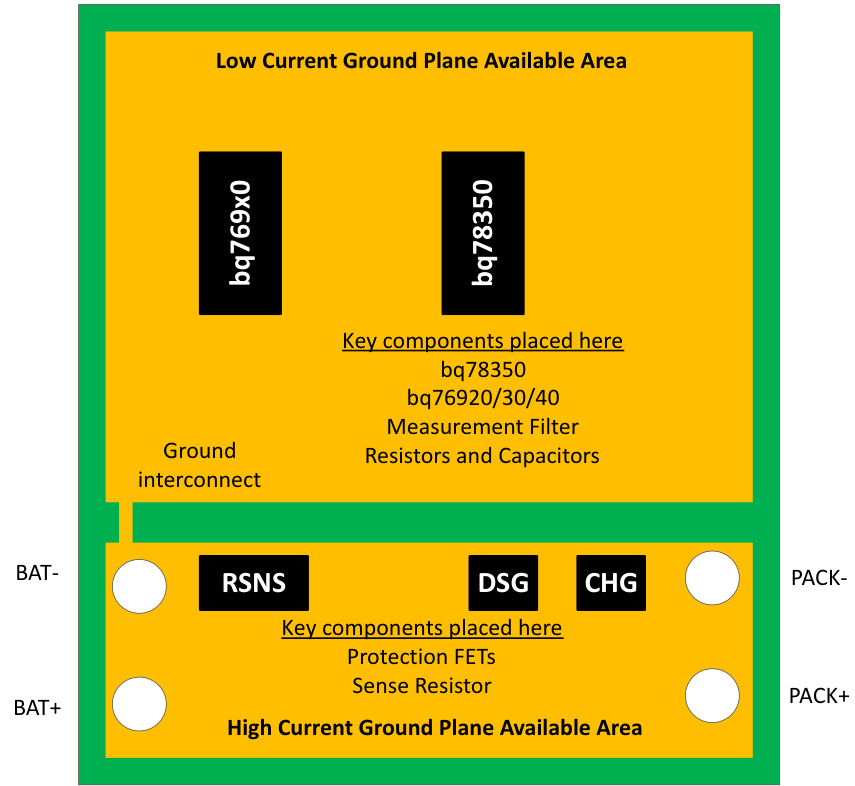 Low Current Ground Plane Available Area
bq769x0
bq78350
Key components placed here
bq78350
bq76920/30/40
Measurement Filter
Resistors and Capacitors
Ground
interconnect
BAT-
RSNS
DSG
CHG
PACK-
Key components placed here
Protection FETs
Sense Resistor
BAT+
PACK+
High Current Ground Plane Available Area